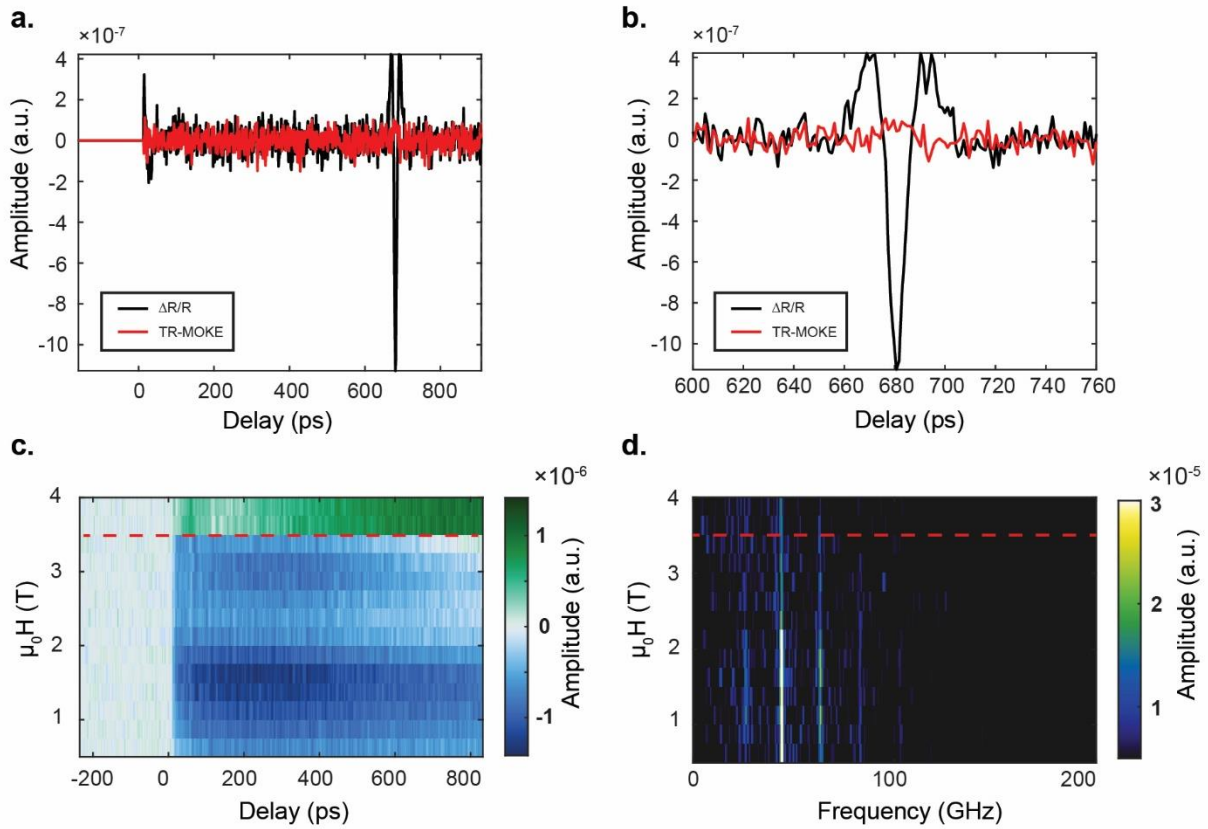 a.
×10⁻⁷
4
2
0
-2
-4
-6
-8
-10
Amplitude (a.u.)
ΔR/R
TR-MOKE
0 200 400 600 800
Delay (ps)
b.
×10⁻⁷
4
2
0
-2
-4
-6
-8
-10
Amplitude (a.u.)
ΔR/R
TR-MOKE
600 620 640 660 680 700 720 740 760
Delay (ps)
c.
×10⁻⁶
4
3
2
1
μ₀H (T)
-200 0 200 400 600 800
Delay (ps)
1
0
-1
Amplitude (a.u.)
d.
×10⁻⁵
4
3
2
1
μ₀H (T)
0 100 200
Frequency (GHz)
3
2
1
Amplitude (a.u.)